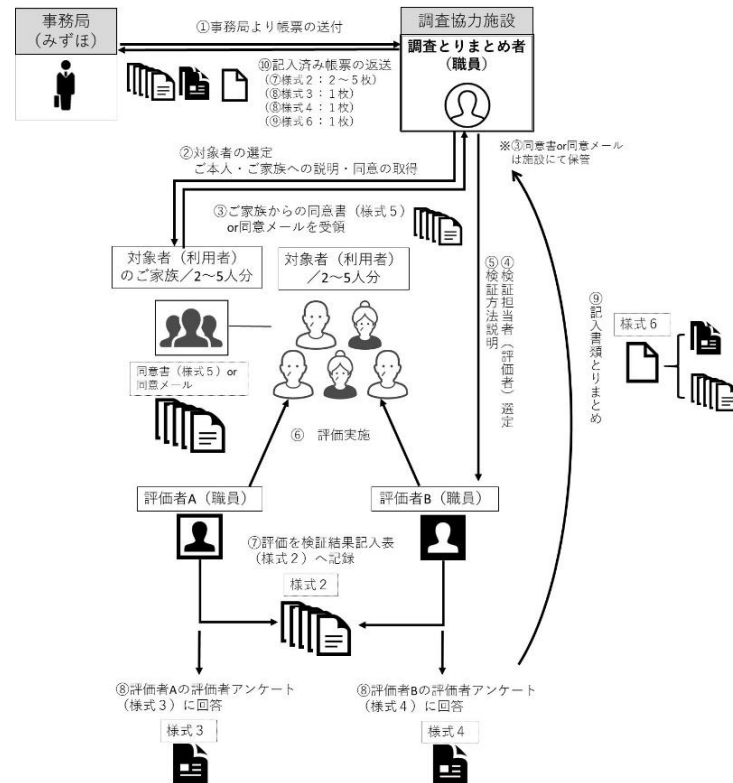 事務局
(みずほ)
①事務局より帳票の送付
調査協力施設
調査とりまとめ者
(職員)
⑩記入済み帳票の返送
(⑦様式2:2~5枚)
(⑧様式3:1枚)
(⑧様式4:1枚)
(⑨様式6:1枚)
②対象者の選定
ご本人・ご家族への説明・同意の取得
※③同意書or同意メール
は施設にて保管
③ご家族からの同意書(様式5)
or同意メールを受領
対象者(利用者)
のご家族/2~5人分
対象者(利用者)
/2~5人分
④検証担当者(評価者)選定
⑤検証方法説明
⑨記入書類とりまとめ
様式6
同意書(様式5)or
同意メール
⑥ 評価実施
評価者A(職員)
評価者B(職員)
⑦評価を検証結果記入表
(様式2)へ記録
様式2
⑧評価者Aの評価者アンケート
(様式3)に回答
様式3
⑧評価者Bの評価者アンケート
(様式4)に回答
様式4